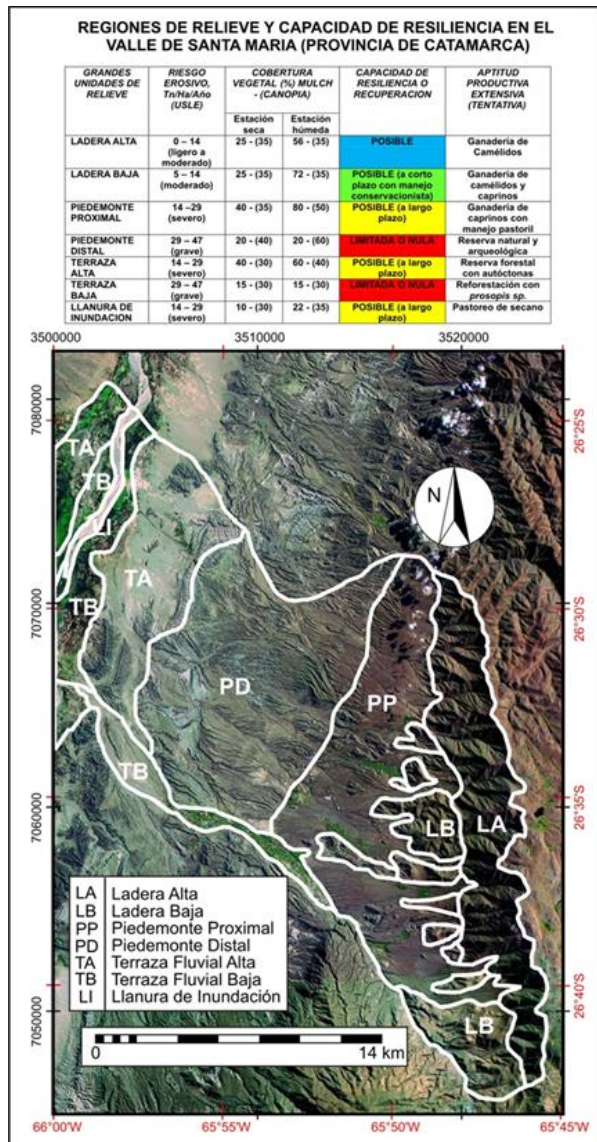 REGIONES DE RELIEVE Y CAPACIDAD DE RESILIENCIA EN EL
VALLE DE SANTA MARIA (PROVINCIA DE CATAMARCA)
GRANDES UNIDADES DE RELIEVE | RIESGO EROSIVO, Tn/Ha/Año (USLE) | COBERTURA VEGETAL (%) MULCH - (CANOPIA) | CAPACIDAD DE RESILIENCIA O RECUPERACION | APTITUD PRODUCTIVA EXTENSIVA (TENTATIVA)
Estación seca | Estación húmeda
LADERA ALTA | 0 – 14 (ligero a moderado) | 25 - (35) | 56 - (35) | POSIBLE | Ganadería de Camélidos
LADERA BAJA | 5 – 14 (moderado) | 25 – (35) | 72 – (35) | POSIBLE (a corto plazo con manejo conservacionista) | Ganadería de camélidos y caprinos
PIEDEMONTE PROXIMAL | 14 –29 (severo) | 40 – (35) | 80 – (50) | POSIBLE (a largo plazo) | Ganadería de caprinos con manejo pastoril
PIEDEMONTE DISTAL | 29 – 47 (grave) | 20 - (40) | 20 – (60) | LIMITADA O NULA | Reserva natural y arqueológica
TERRAZA ALTA | 14 – 29 (severo) | 40 - (30) | 60 – (40) | POSIBLE (a largo plazo) | Reserva forestal con autóctonas
TERRAZA BAJA | 29 – 47 (grave) | 15 - (30) | 15 - (30) | LIMITADA O NULA | Reforestación con prosopis sp.
LLANURA DE INUNDACION | 14 – 29 (severo) | 10 - (30) | 22 - (35) | POSIBLE (a largo plazo) | Pastoreo de secano
3500000 3510000 3520000
7080000
26°25'S
TA
TB
LI
N
TA
TB
7070000
26°30'S
PD
PP
TB
7060000
26°35'S
LB
LA
LA Ladera Alta
LB Ladera Baja
PP Piedemonte Proximal
PD Piedemonte Distal
TA Terraza Fluvial Alta
TB Terraza Fluvial Baja
LI Llanura de Inundación
26°40'S
7050000
LB
0 14 km
66°00'W 65°55'W 65°50'W 65°45'W